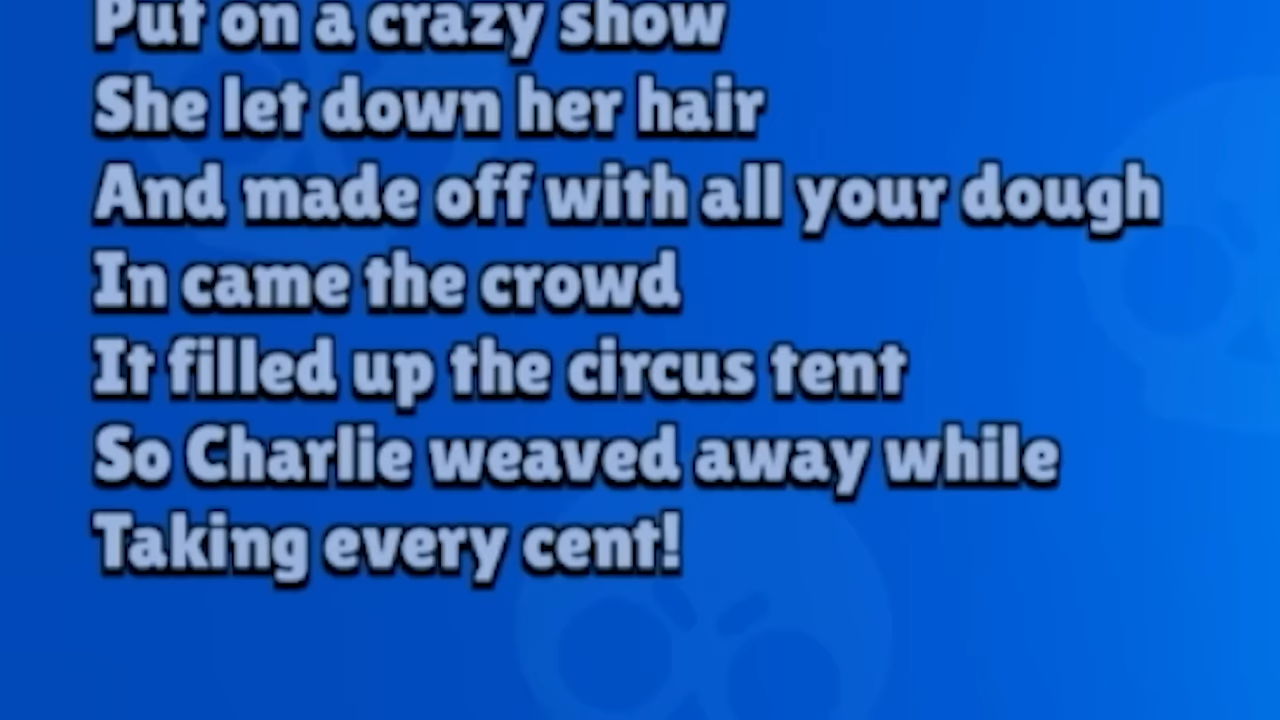 Put on a crazy show
She let down her hair
And made off with all your dough
In came the crowd
It filled up the circus tent
So Charlie weaved away while
Taking every cent!